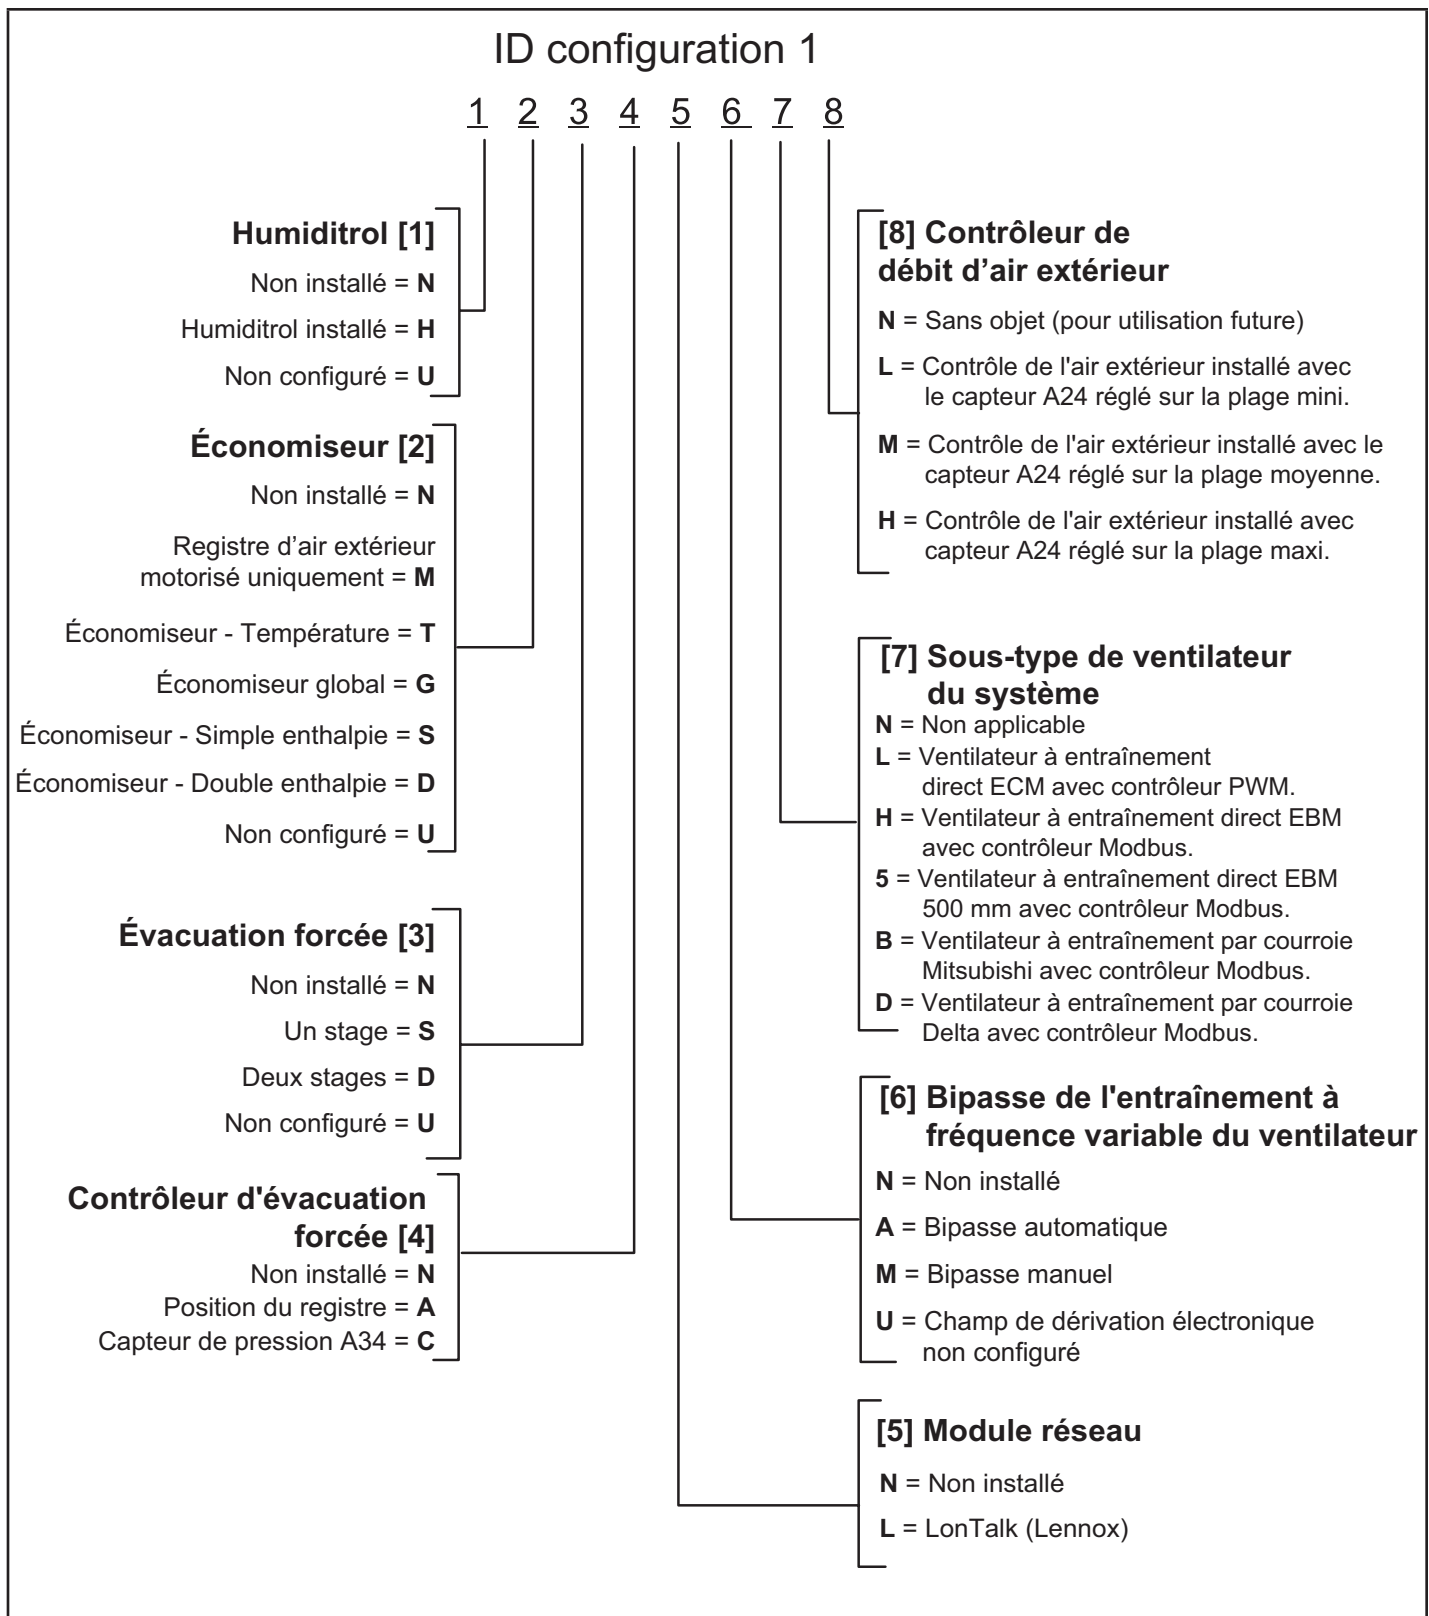 ID configuration 1
1 2 3 4 5 6 7 8
Humiditrol [1]
Non installé = N
Humiditrol installé = H
Non configuré = U
Économiseur [2]
Non installé = N
Registre d’air extérieur
motorisé uniquement = M
Économiseur - Température = T
Économiseur global = G
Économiseur - Simple enthalpie = S
Économiseur - Double enthalpie = D
Non configuré = U
Évacuation forcée [3]
Non installé = N
Un stage = S
Deux stages = D
Non configuré = U
Contrôleur d'évacuation
forcée [4]
Non installé = N
Position du registre = A
Capteur de pression A34 = C
[8] Contrôleur de
débit d’air extérieur
N = Sans objet (pour utilisation future)
L = Contrôle de l'air extérieur installé avec
le capteur A24 réglé sur la plage mini.
M = Contrôle de l'air extérieur installé avec le
capteur A24 réglé sur la plage moyenne.
H = Contrôle de l'air extérieur installé avec
capteur A24 réglé sur la plage maxi.
[7] Sous-type de ventilateur
du système
N = Non applicable
L = Ventilateur à entraînement
direct ECM avec contrôleur PWM.
H = Ventilateur à entraînement direct EBM
avec contrôleur Modbus.
5 = Ventilateur à entraînement direct EBM
500 mm avec contrôleur Modbus.
B = Ventilateur à entraînement par courroie
Mitsubishi avec contrôleur Modbus.
D = Ventilateur à entraînement par courroie
Delta avec contrôleur Modbus.
[6] Bipasse de l'entraînement à
fréquence variable du ventilateur
N = Non installé
A = Bipasse automatique
M = Bipasse manuel
U = Champ de dérivation électronique
non configuré
[5] Module réseau
N = Non installé
L = LonTalk (Lennox)